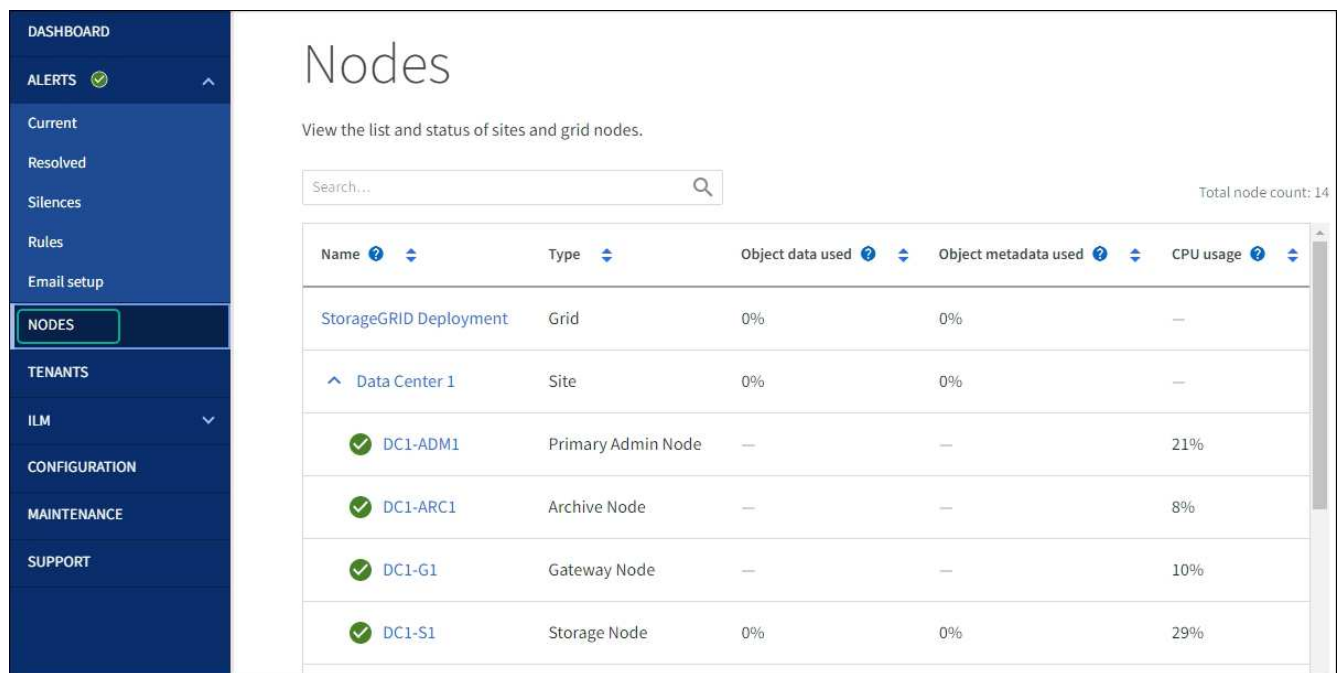 DASHBOARD
ALERTS
Current
Resolved
Silences
Rules
Email setup
NODES
TENANTS
ILM
CONFIGURATION
MAINTENANCE
SUPPORT
Nodes
View the list and status of sites and grid nodes.
Search...
Total node count: 14
Name ? Type Object data used ? Object metadata used ? CPU usage ?
StorageGRID Deployment Grid 0% 0% —
Data Center 1 Site 0% 0% —
DC1-ADM1 Primary Admin Node — — 21%
DC1-ARC1 Archive Node — — 8%
DC1-G1 Gateway Node — — 10%
DC1-S1 Storage Node 0% 0% 29%